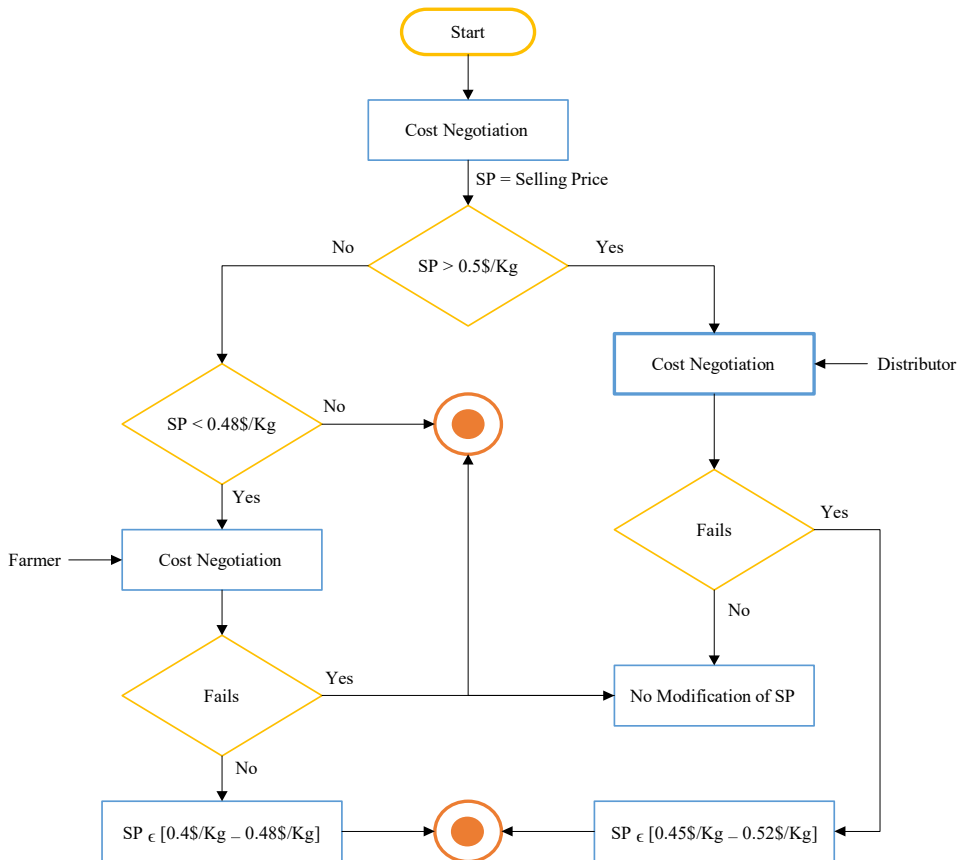 Start
Cost Negotiation
SP = Selling Price
No
Yes
SP > 0.5$/Kg
Cost Negotiation
Distributor
SP < 0.48$/Kg
No
Yes
Fails
Yes
Farmer
Cost Negotiation
No
Fails
Yes
No Modification of SP
No
SP ϵ [0.4$/Kg – 0.48$/Kg]
SP ϵ [0.45$/Kg – 0.52$/Kg]